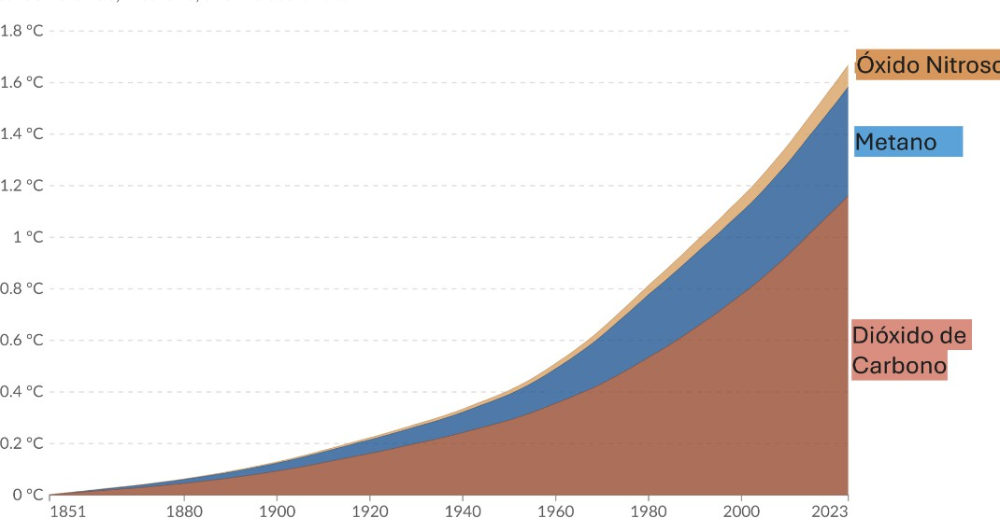 1.8 °C
Óxido Nitroso
1.6 °C
Metano
1.4 °C
1.2 °C
1 °C
0.8 °C
0.6 °C
Dióxido de
Carbono
0.4 °C
0.2 °C
0 °C
1851 1880 1900 1920 1940 1960 1980 2000 2023